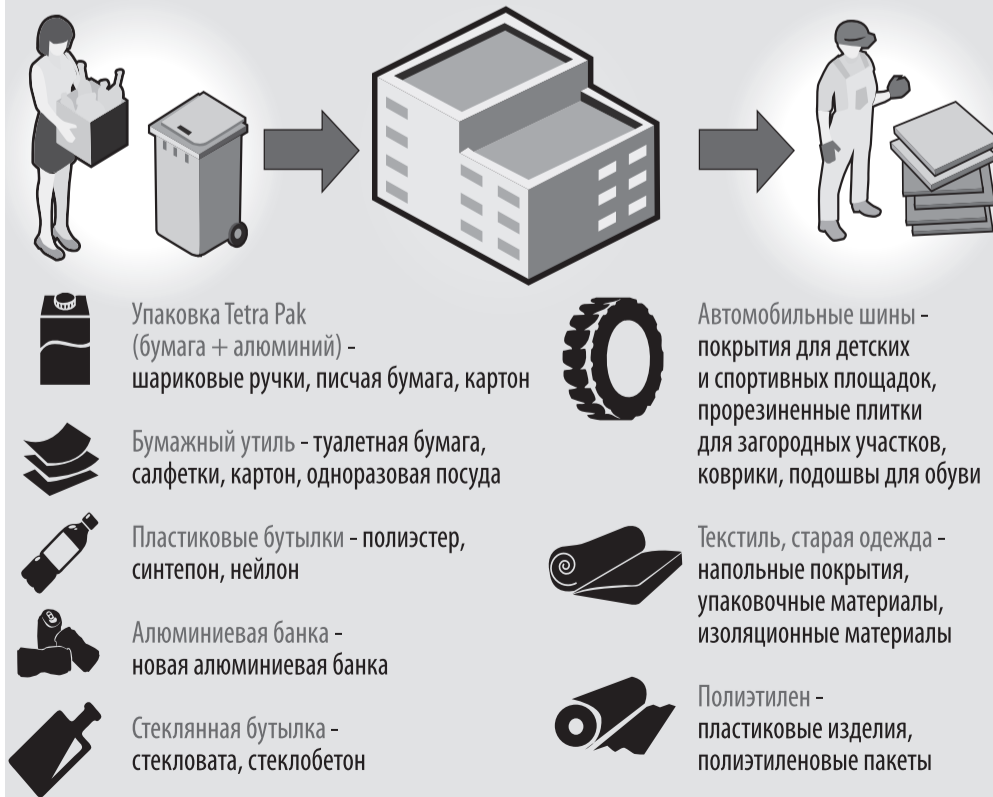 Упаковка Tetra Pak
(бумага + алюминий) -
шариковые ручки, писчая бумага, картон
Бумажный утиль - туалетная бумага,
салфетки, картон, одноразовая посуда
Пластиковые бутылки - полиэстер,
синтепон, нейлон
Алюминиевая банка -
новая алюминиевая банка
Стеклянная бутылка -
стекловата, стеклобетон
Автомобильные шины -
покрытия для детских
и спортивных площадок,
прорезиненные плитки
для загородных участков,
коврики, подошвы для обуви
Текстиль, старая одежда -
напольные покрытия,
упаковочные материалы,
изоляционные материалы
Полиэтилен -
пластиковые изделия,
полиэтиленовые пакеты